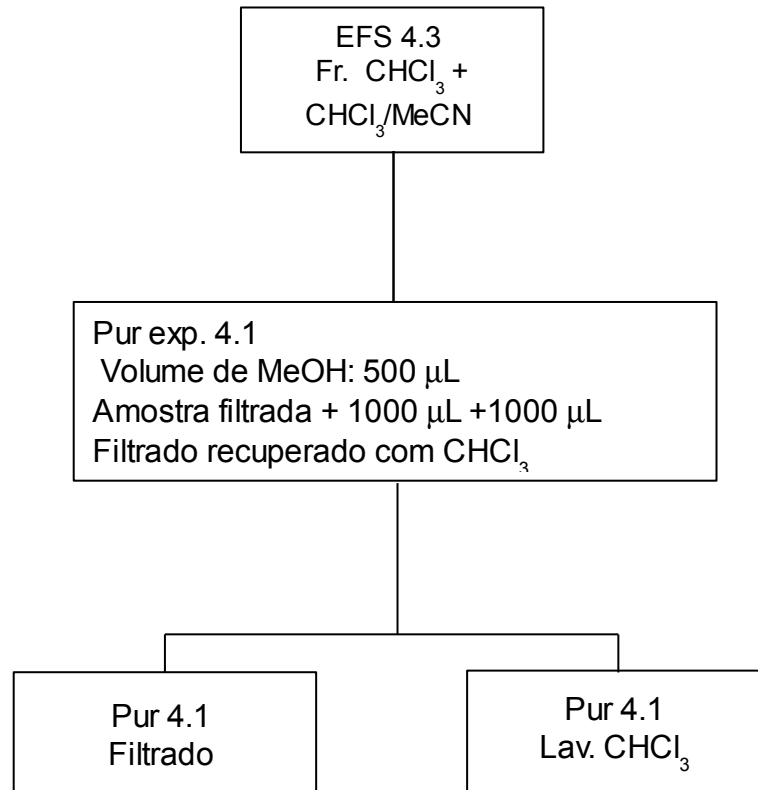 EFS 4.3
Fr. CHCl₃ +
CHCl₃/MeCN
Pur exp. 4.1
Volume de MeOH: 500 μL
Amostra filtrada + 1000 μL +1000 μL
Filtrado recuperado com CHCl₃
Pur 4.1
Filtrado
Pur 4.1
Lav. CHCl₃